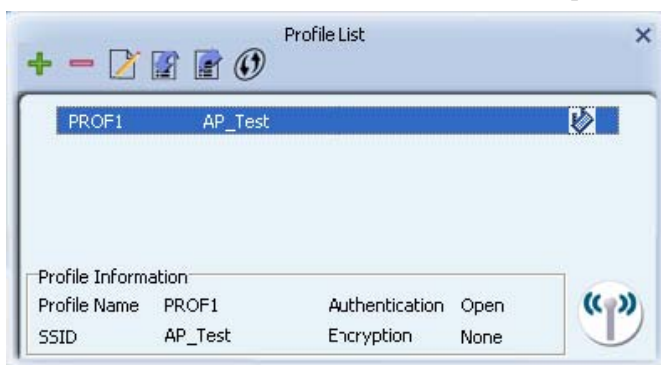 Profile List
PROF1 AP_Test
Profile Information
Profile Name PROF1 Authentication Open
SSID AP_Test Encryption None